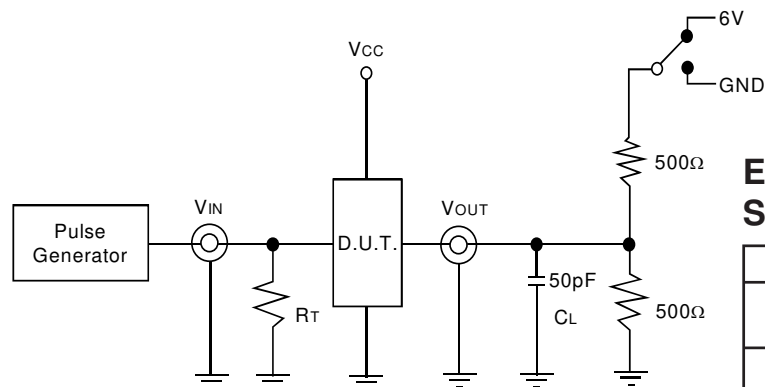 6V
GND
VCC
500Ω
E
S
VIN
VOUT
Pulse
Generator
D.U.T.
50pF
RT
CL
500Ω